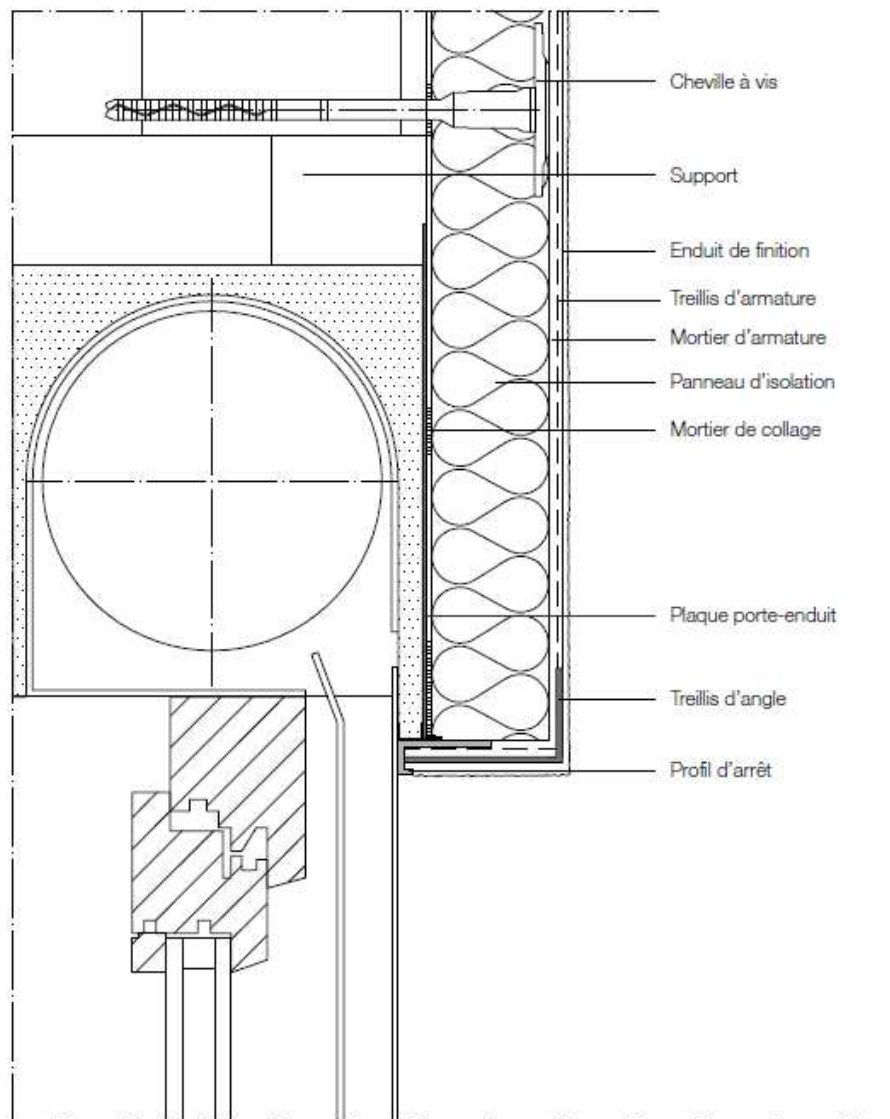 Cheville à vis
Support
Enduit de finition
Treillis d'armature
Mortier d'armature
Panneau d'isolation
Mortier de collage
Plaque porte-enduit
Treillis d'angle
Profil d'arrêt